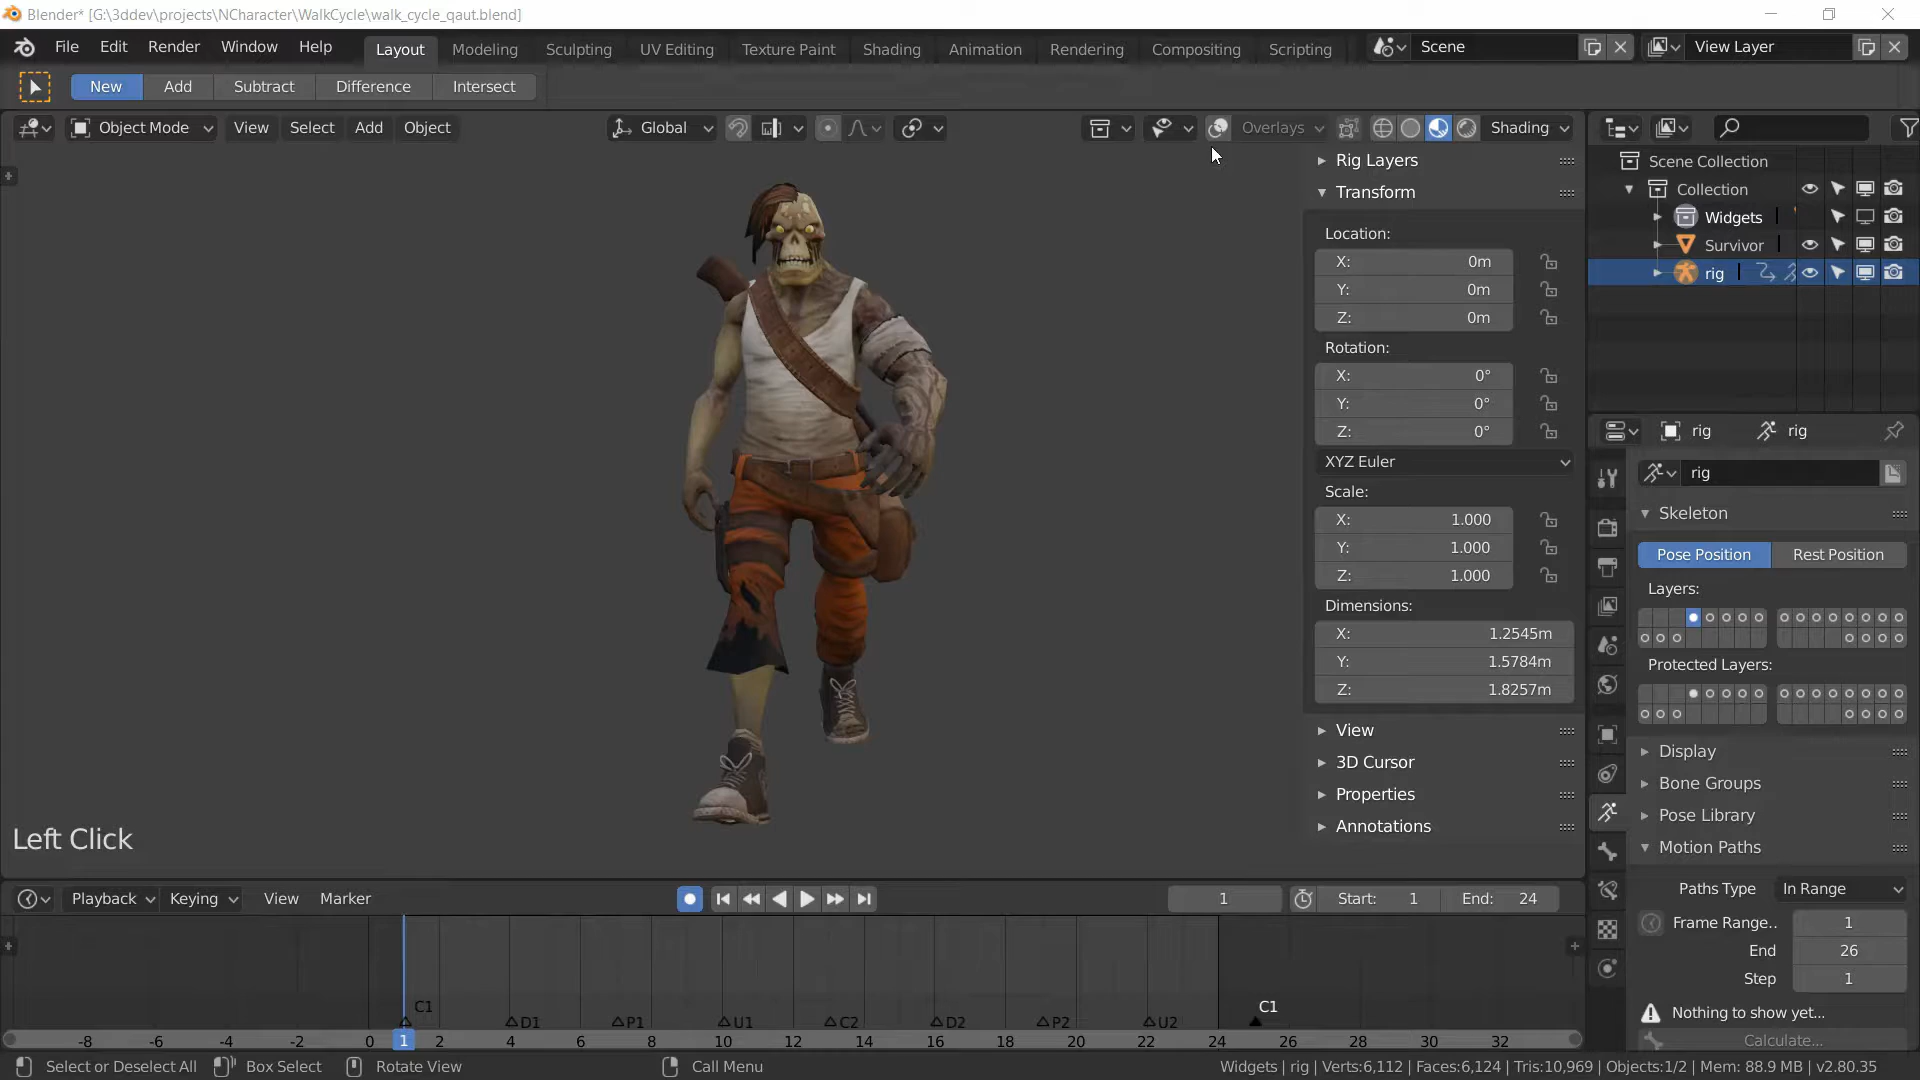 Blender* [G:\3ddev\projects\NCharacter\WalkCycle\walk_cycle_qaut.blend]
File Edit Render Window Help Layout Modeling Sculpting UV Editing Texture Paint Shading Animation Rendering Compositing Scripting Scene View Layer
New Add Subtract Difference Intersect
Object Mode View Select Add Object Global Overlays Shading
Rig Layers
Transform
Location:
X: 0m
Y: 0m
Z: 0m
Rotation:
X: 0°
Y: 0°
Z: 0°
XYZ Euler
Scale:
X: 1.000
Y: 1.000
Z: 1.000
Dimensions:
X: 1.2545m
Y: 1.5784m
Z: 1.8257m
View
3D Cursor
Properties
Annotations
Scene Collection
Collection
Widgets
Survivor
rig
rig rig
rig
Skeleton
Pose Position Rest Position
Layers:
Protected Layers:
Display
Bone Groups
Pose Library
Motion Paths
Paths Type In Range
Frame Range.. 1
End 26
Step 1
Nothing to show yet...
Calculate...
Left Click
Playback Keying View Marker 1 Start: 1 End: 24
C1 D1 P1 U1 C2 D2 P2 U2 C1
-8 -6 -4 -2 0 1 2 4 6 8 10 12 14 16 18 20 22 24 26 28 30 32
Select or Deselect All Box Select Rotate View Call Menu Widgets | rig | Verts:6,112 | Faces:6,124 | Tris:10,969 | Objects:1/2 | Mem: 88.9 MB | v2.80.35